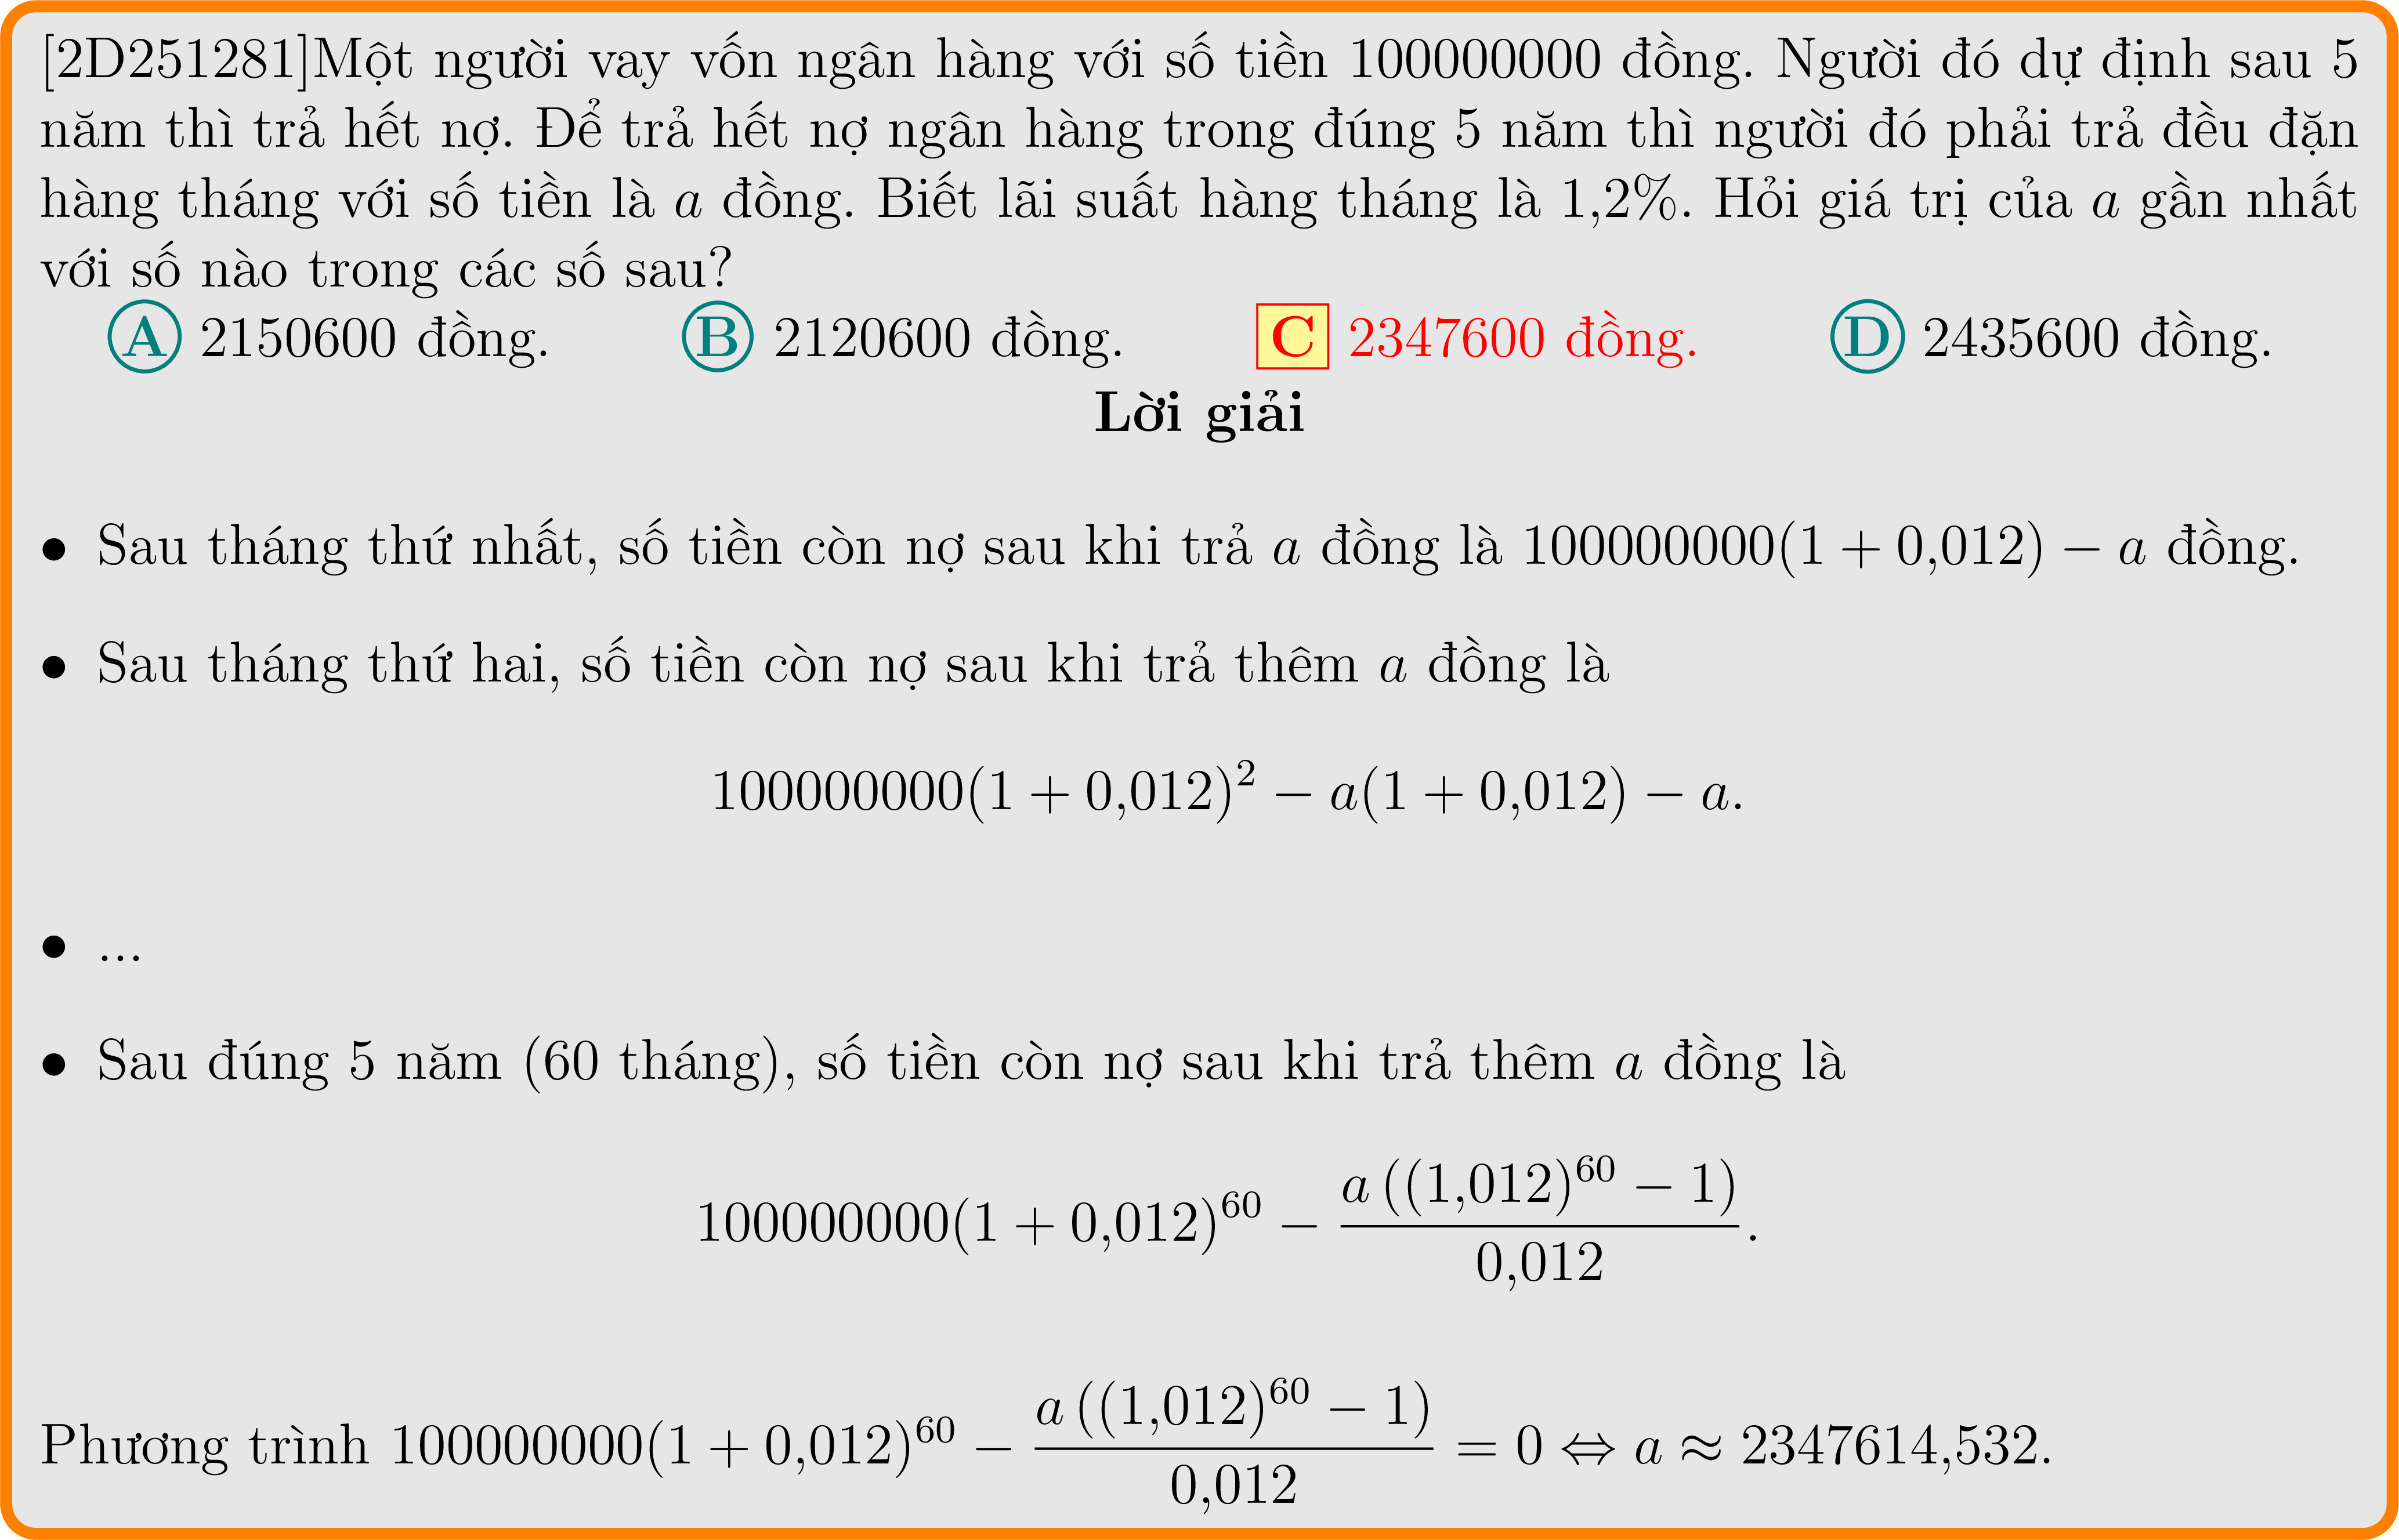 [2D251281]Một người vay vốn ngân hàng với số tiền 100000000 đồng. Người đó dự định sau 5
năm thì trả hết nợ. Để trả hết nợ ngân hàng trong đúng 5 năm thì người đó phải trả đều đặn
hàng tháng với số tiền là a đồng. Biết lãi suất hàng tháng là 1,2%. Hỏi giá trị của a gần nhất
với số nào trong các số sau?
A 2150600 đồng. B 2120600 đồng. C 2347600 đồng. D 2435600 đồng.
Lời giải
• Sau tháng thứ nhất, số tiền còn nợ sau khi trả a đồng là 100000000(1 + 0,012) − a đồng.
• Sau tháng thứ hai, số tiền còn nợ sau khi trả thêm a đồng là
100000000(1 + 0,012)^2 − a(1 + 0,012) − a.
• ...
• Sau đúng 5 năm (60 tháng), số tiền còn nợ sau khi trả thêm a đồng là
100000000(1 + 0,012)^{60} − \frac{a ((1,012)^{60} − 1)}{0,012}.
Phương trình 100000000(1 + 0,012)^{60} − \frac{a ((1,012)^{60} − 1)}{0,012} = 0 ⇔ a ≈ 2347614,532.